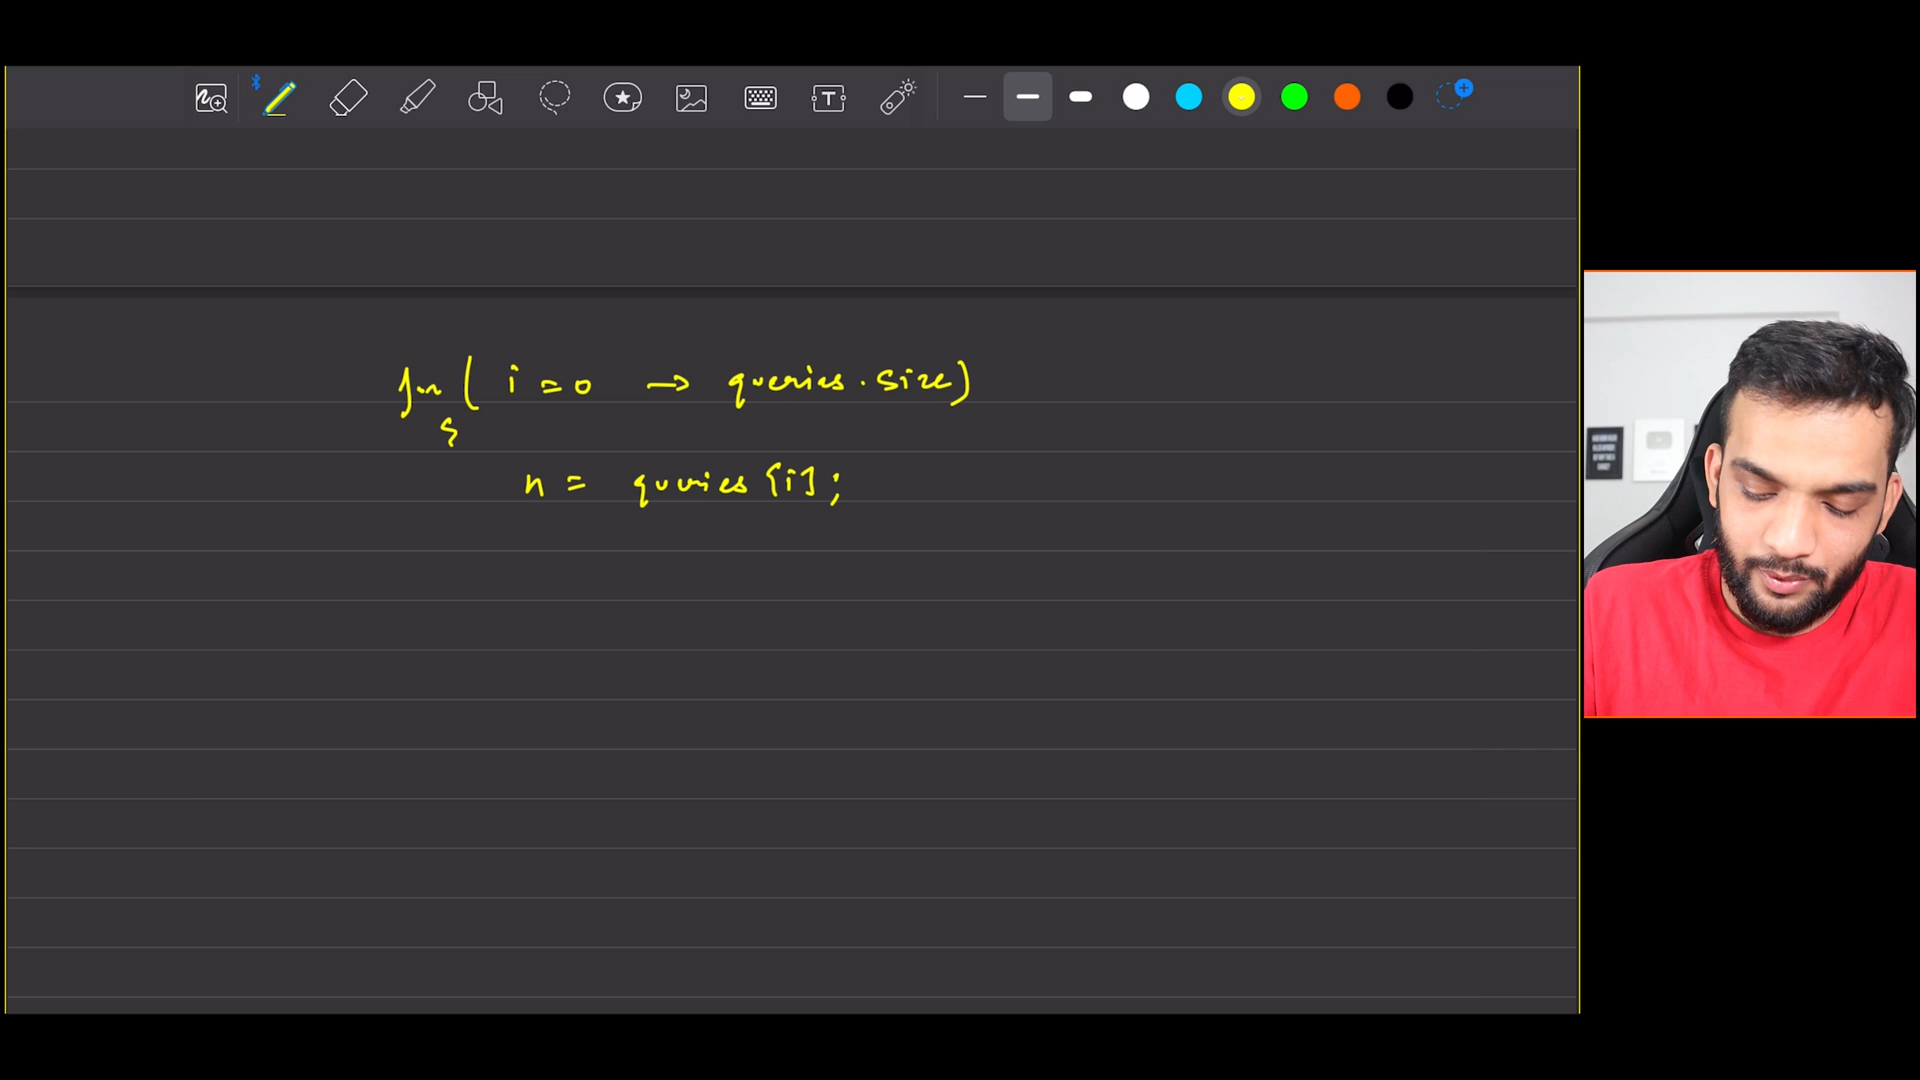 for ( i = 0 → queries.size)
{
n = queries[i];
T